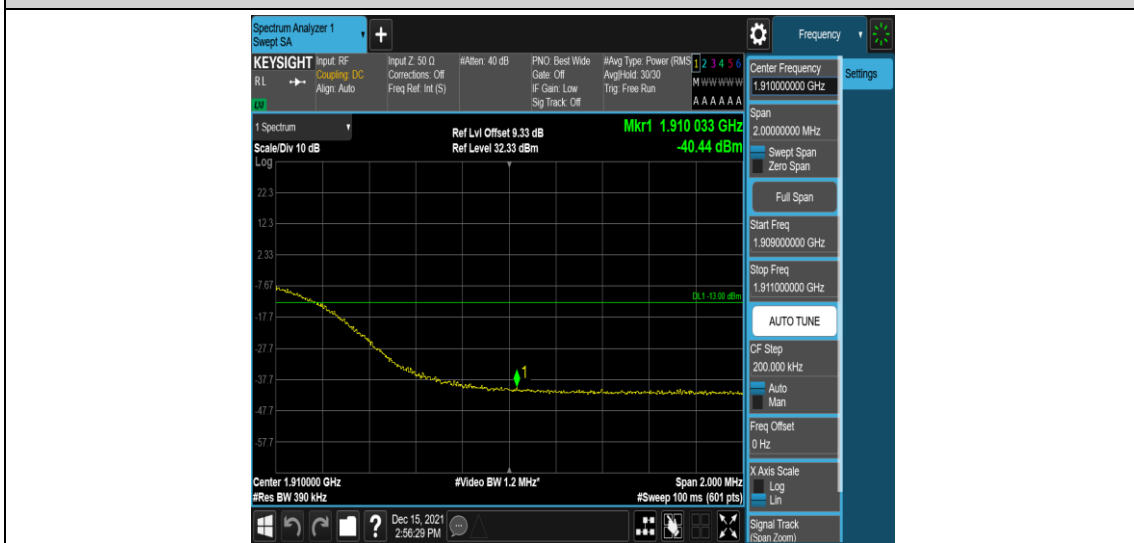 Spectrum Analyzer 1
Swept SA
+
Frequency
KEYSIGHT
RL
LXI
Input: RF
Coupling: DC
Align: Auto
Input Z: 50 Ω
Corrections: Off
Freq Ref: Int (S)
#Atten: 40 dB
PNO: Best Wide
Gate: Off
IF Gain: Low
Sig Track: Off
#Avg Type: Power (RMS
Avg|Hold: 30/30
Trig: Free Run
1 2 3 4 5 6
M W W W W W
A A A A A A
1 Spectrum
Scale/Div 10 dB
Log
Ref Lvl Offset 9.33 dB
Ref Level 32.33 dBm
Mkr1 1.910 033 GHz
-40.44 dBm
22.3
12.3
2.33
-7.67
DL1 -13.00 dBm
-17.7
-27.7
-37.7
1
-47.7
-57.7
Center 1.910000 GHz
#Res BW 390 kHz
#Video BW 1.2 MHz*
Span 2.000 MHz
#Sweep 100 ms (601 pts)
?
Dec 15, 2021
2:56:29 PM
Center Frequency
1.910000000 GHz
Settings
Span
2.00000000 MHz
Swept Span
Zero Span
Full Span
Start Freq
1.909000000 GHz
Stop Freq
1.911000000 GHz
AUTO TUNE
CF Step
200.000 kHz
Auto
Man
Freq Offset
0 Hz
X Axis Scale
Log
Lin
Signal Track
(Span Zoom)